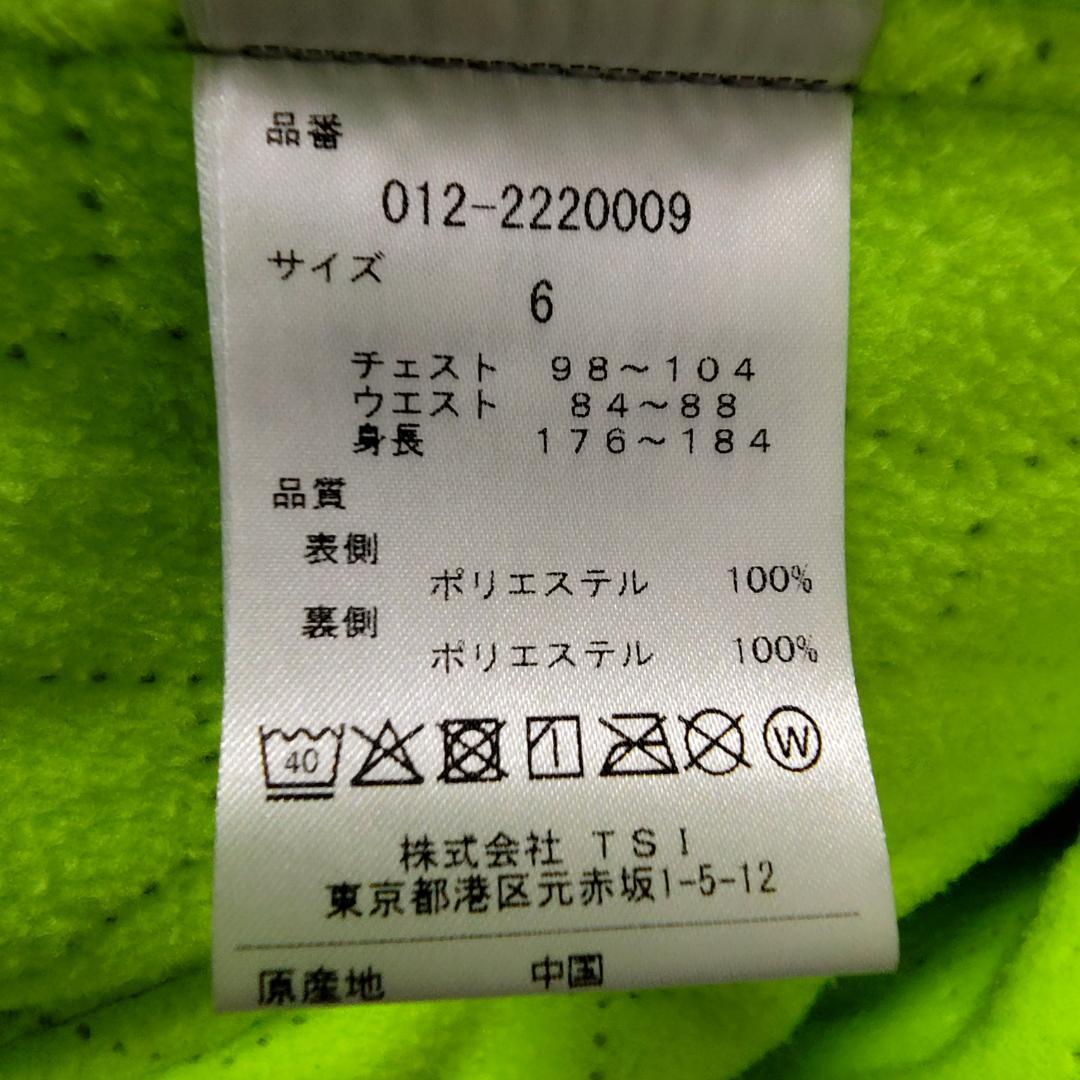 品番
012-2220009
サイズ
6
チェスト 98〜104
ウエスト 84〜88
身長 176〜184
品質
表側
ポリエステル 100%
裏側
ポリエステル 100%
40 W
株式会社 TSI
東京都港区元赤坂1-5-12
原産地 中国